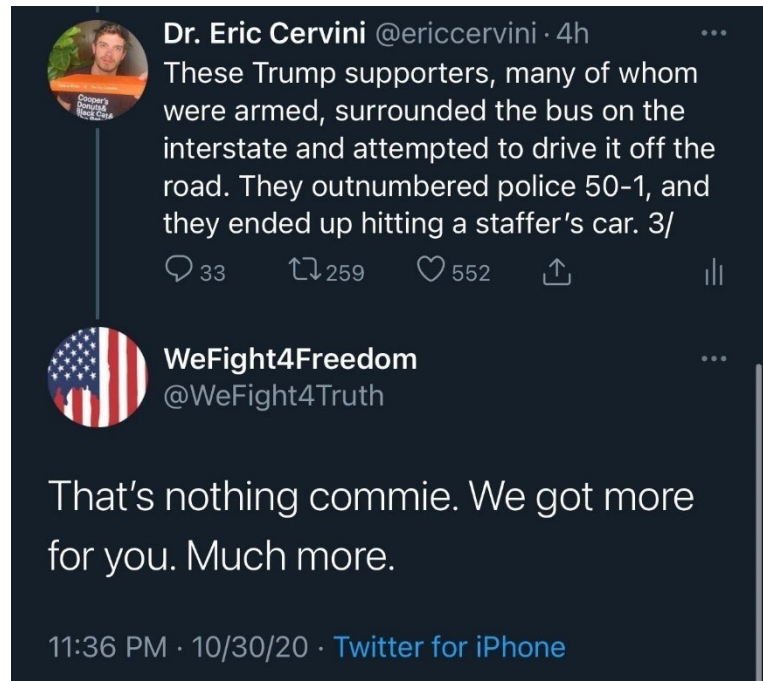 Dr. Eric Cervini @ericcervini · 4h
These Trump supporters, many of whom
were armed, surrounded the bus on the
interstate and attempted to drive it off the
road. They outnumbered police 50-1, and
they ended up hitting a staffer's car. 3/
33 259 552
WeFight4Freedom
@WeFight4Truth
That's nothing commie. We got more
for you. Much more.
11:36 PM · 10/30/20 · Twitter for iPhone